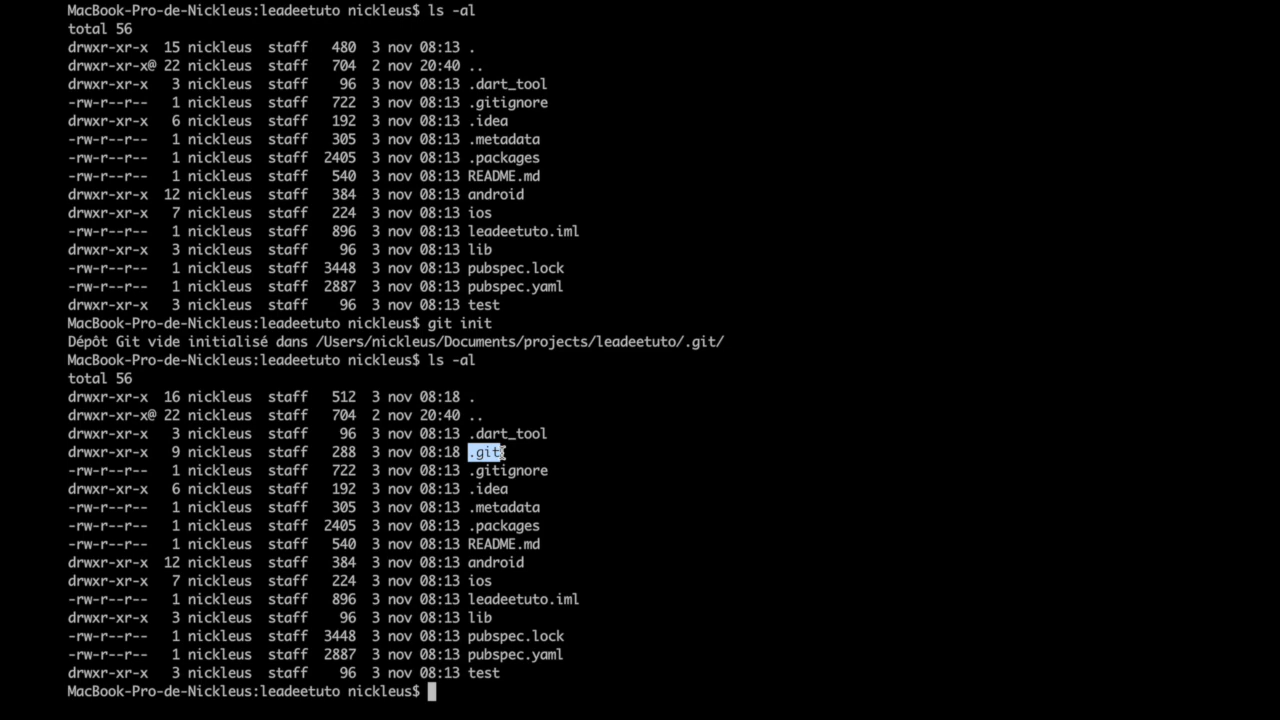 MacBook-Pro-de-Nickleus:leadeetuto nickleus$ ls -al
total 56
drwxr-xr-x  15 nickleus  staff   480  3 nov 08:13 .
drwxr-xr-x@ 22 nickleus  staff   704  2 nov 20:40 ..
drwxr-xr-x   3 nickleus  staff    96  3 nov 08:13 .dart_tool
-rw-r--r--   1 nickleus  staff   722  3 nov 08:13 .gitignore
drwxr-xr-x   6 nickleus  staff   192  3 nov 08:13 .idea
-rw-r--r--   1 nickleus  staff   305  3 nov 08:13 .metadata
-rw-r--r--   1 nickleus  staff  2405  3 nov 08:13 .packages
-rw-r--r--   1 nickleus  staff   540  3 nov 08:13 README.md
drwxr-xr-x  12 nickleus  staff   384  3 nov 08:13 android
drwxr-xr-x   7 nickleus  staff   224  3 nov 08:13 ios
-rw-r--r--   1 nickleus  staff   896  3 nov 08:13 leadeetuto.iml
drwxr-xr-x   3 nickleus  staff    96  3 nov 08:13 lib
-rw-r--r--   1 nickleus  staff  3448  3 nov 08:13 pubspec.lock
-rw-r--r--   1 nickleus  staff  2887  3 nov 08:13 pubspec.yaml
drwxr-xr-x   3 nickleus  staff    96  3 nov 08:13 test
MacBook-Pro-de-Nickleus:leadeetuto nickleus$ git init
Dépôt Git vide initialisé dans /Users/nickleus/Documents/projects/leadeetuto/.git/
MacBook-Pro-de-Nickleus:leadeetuto nickleus$ ls -al
total 56
drwxr-xr-x  16 nickleus  staff   512  3 nov 08:18 .
drwxr-xr-x@ 22 nickleus  staff   704  2 nov 20:40 ..
drwxr-xr-x   3 nickleus  staff    96  3 nov 08:13 .dart_tool
drwxr-xr-x   9 nickleus  staff   288  3 nov 08:18 .git
-rw-r--r--   1 nickleus  staff   722  3 nov 08:13 .gitignore
drwxr-xr-x   6 nickleus  staff   192  3 nov 08:13 .idea
-rw-r--r--   1 nickleus  staff   305  3 nov 08:13 .metadata
-rw-r--r--   1 nickleus  staff  2405  3 nov 08:13 .packages
-rw-r--r--   1 nickleus  staff   540  3 nov 08:13 README.md
drwxr-xr-x  12 nickleus  staff   384  3 nov 08:13 android
drwxr-xr-x   7 nickleus  staff   224  3 nov 08:13 ios
-rw-r--r--   1 nickleus  staff   896  3 nov 08:13 leadeetuto.iml
drwxr-xr-x   3 nickleus  staff    96  3 nov 08:13 lib
-rw-r--r--   1 nickleus  staff  3448  3 nov 08:13 pubspec.lock
-rw-r--r--   1 nickleus  staff  2887  3 nov 08:13 pubspec.yaml
drwxr-xr-x   3 nickleus  staff    96  3 nov 08:13 test
MacBook-Pro-de-Nickleus:leadeetuto nickleus$